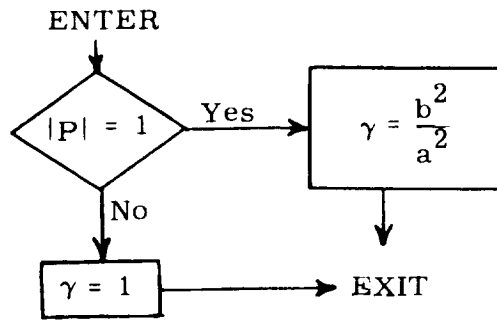 ENTER
|P| = 1
Yes
γ = b²/a²
No
γ = 1
EXIT